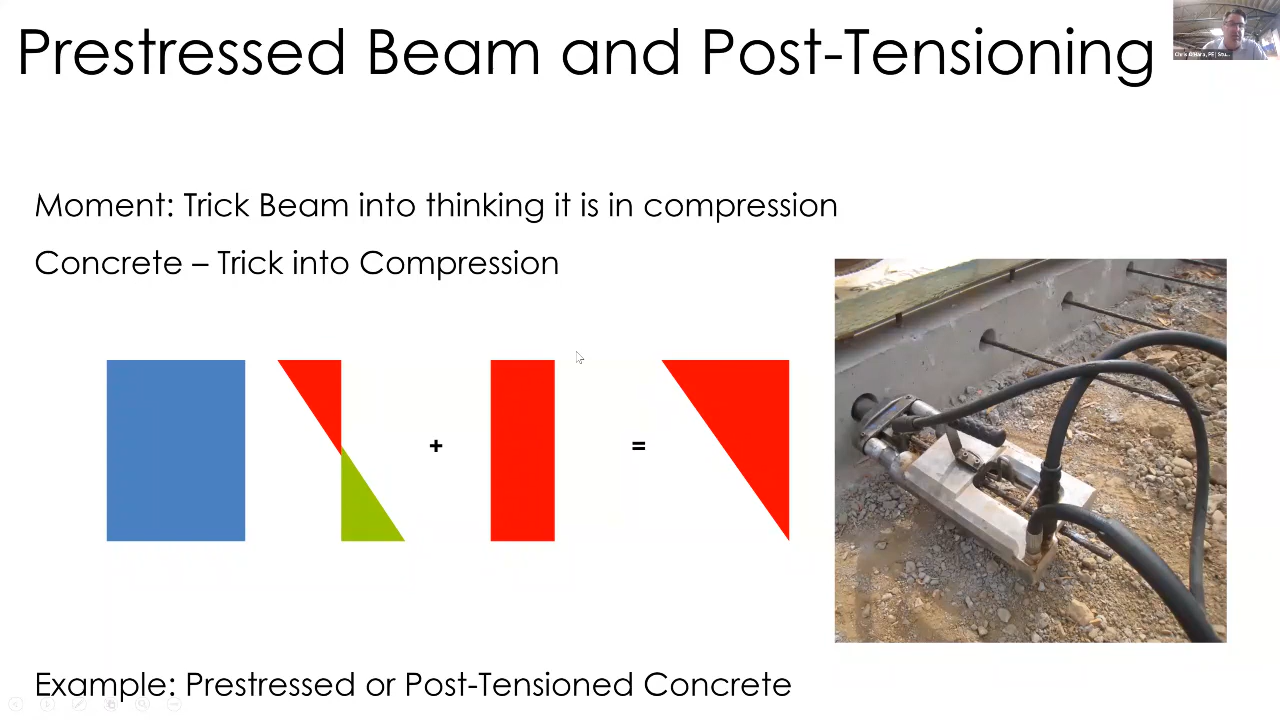 Prestressed Beam and Post-Tensioning
Moment: Trick Beam into thinking it is in compression
Concrete – Trick into Compression
+
=
Example: Prestressed or Post-Tensioned Concrete